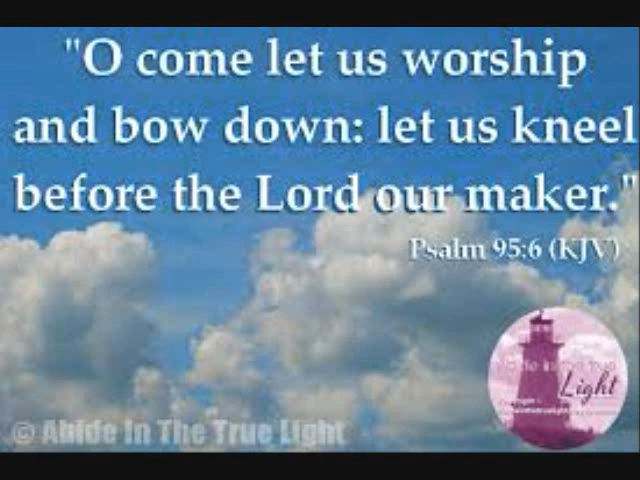 "O come let us worship
and bow down: let us kneel
before the Lord our maker."
Psalm 95:6 (KJV)
Light
© Abide In The True Light